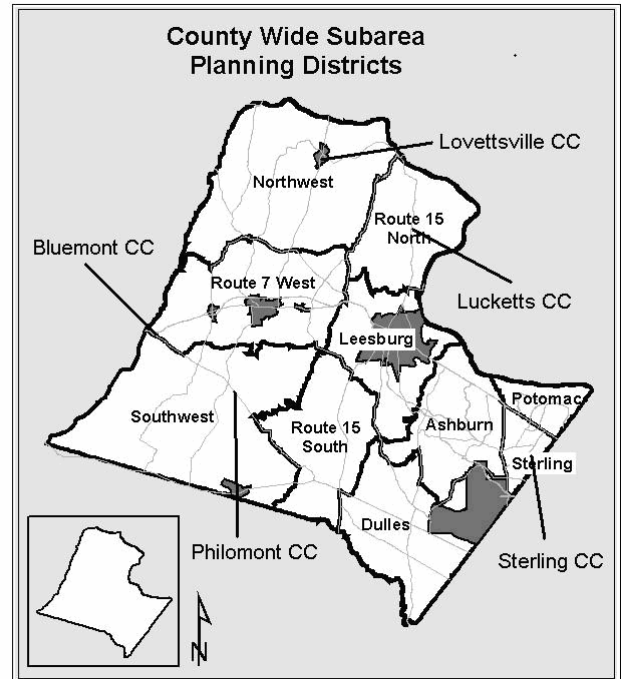 County Wide Subarea
Planning Districts
Lovettsville CC
Northwest
Route 15
North
Bluemont CC
Route 7 West
Lucketts CC
Leesburg
Potomac
Southwest
Route 15
South
Ashburn
Sterling
Dulles
Philomont CC
Sterling CC
N